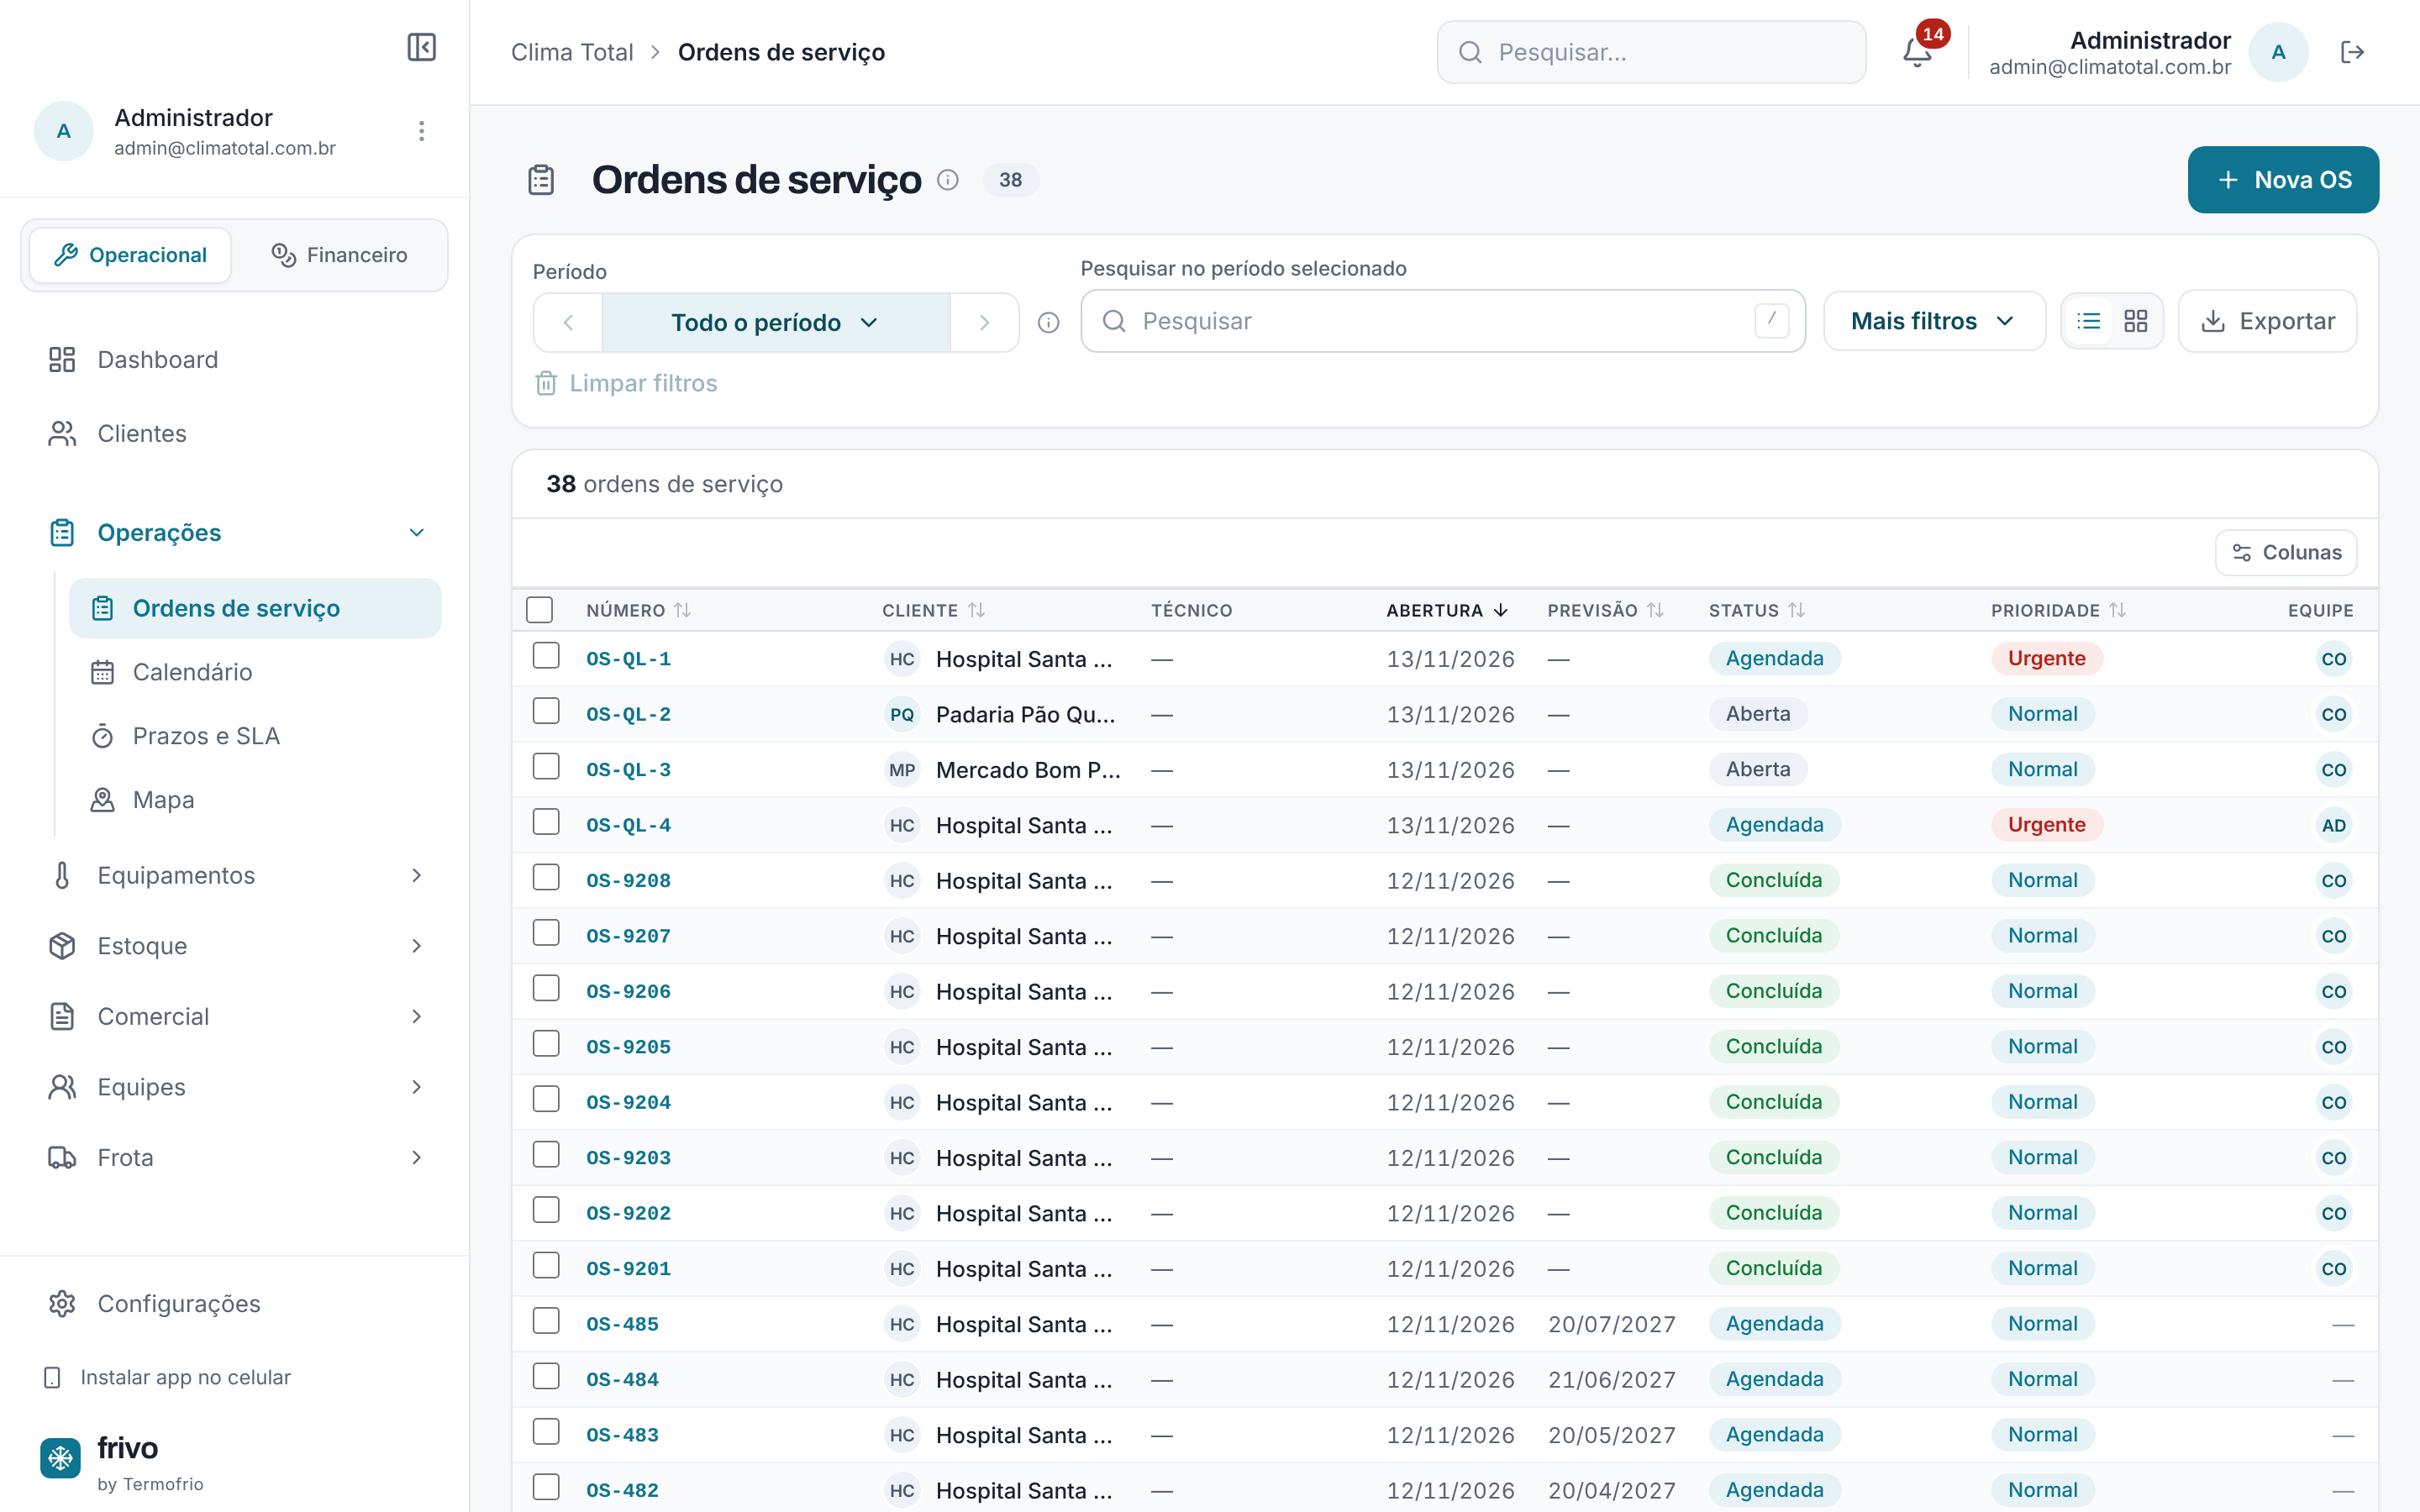 Clima Total > Ordens de serviço
Pesquisar...
14
Administrador
admin@climatotal.com.br
A
A
Administrador
admin@climatotal.com.br
Operacional
Financeiro
Dashboard
Clientes
Operações
Ordens de serviço
Calendário
Prazos e SLA
Mapa
Equipamentos
Estoque
Comercial
Equipes
Frota
Configurações
Instalar app no celular
frivo
by Termofrio
Ordens de serviço 38
+ Nova OS
Período
Todo o período
Pesquisar no período selecionado
Pesquisar /
Mais filtros
Exportar
Limpar filtros
38 ordens de serviço
Colunas
NÚMERO CLIENTE TÉCNICO ABERTURA PREVISÃO STATUS PRIORIDADE EQUIPE
OS-QL-1 HC Hospital Santa ... — 13/11/2026 — Agendada Urgente CO
OS-QL-2 PQ Padaria Pão Qu... — 13/11/2026 — Aberta Normal CO
OS-QL-3 MP Mercado Bom P... — 13/11/2026 — Aberta Normal CO
OS-QL-4 HC Hospital Santa ... — 13/11/2026 — Agendada Urgente AD
OS-9208 HC Hospital Santa ... — 12/11/2026 — Concluída Normal CO
OS-9207 HC Hospital Santa ... — 12/11/2026 — Concluída Normal CO
OS-9206 HC Hospital Santa ... — 12/11/2026 — Concluída Normal CO
OS-9205 HC Hospital Santa ... — 12/11/2026 — Concluída Normal CO
OS-9204 HC Hospital Santa ... — 12/11/2026 — Concluída Normal CO
OS-9203 HC Hospital Santa ... — 12/11/2026 — Concluída Normal CO
OS-9202 HC Hospital Santa ... — 12/11/2026 — Concluída Normal CO
OS-9201 HC Hospital Santa ... — 12/11/2026 — Concluída Normal CO
OS-485 HC Hospital Santa ... — 12/11/2026 20/07/2027 Agendada Normal —
OS-484 HC Hospital Santa ... — 12/11/2026 21/06/2027 Agendada Normal —
OS-483 HC Hospital Santa ... — 12/11/2026 20/05/2027 Agendada Normal —
OS-482 HC Hospital Santa ... — 12/11/2026 20/04/2027 Agendada Normal —